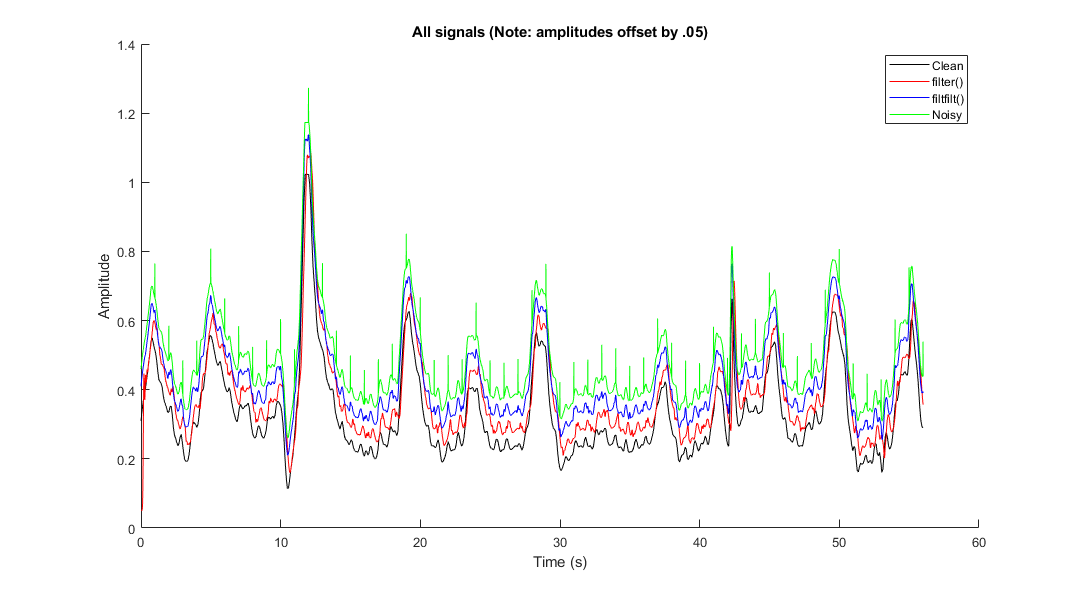 All signals (Note: amplitudes offset by .05)
Clean
filter()
filtfilt()
Noisy
Amplitude
1.4
1.2
1
0.8
0.6
0.4
0.2
0
0 10 20 30 40 50 60
Time (s)